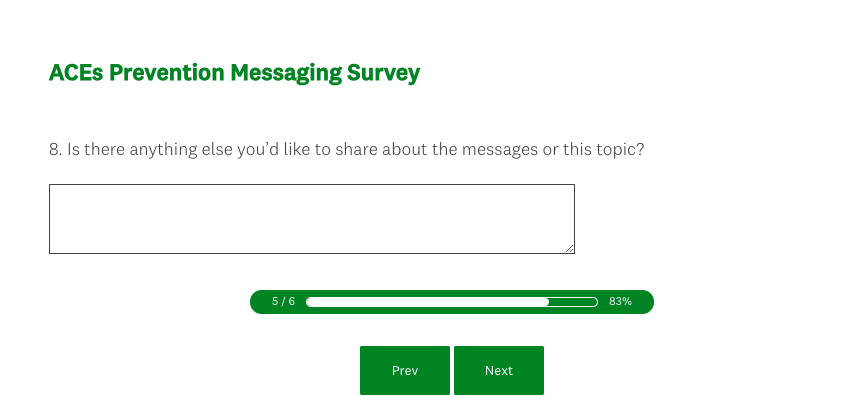 ACEs Prevention Messaging Survey
8. Is there anything else you’d like to share about the messages or this topic?
5 / 6 83%
Prev Next